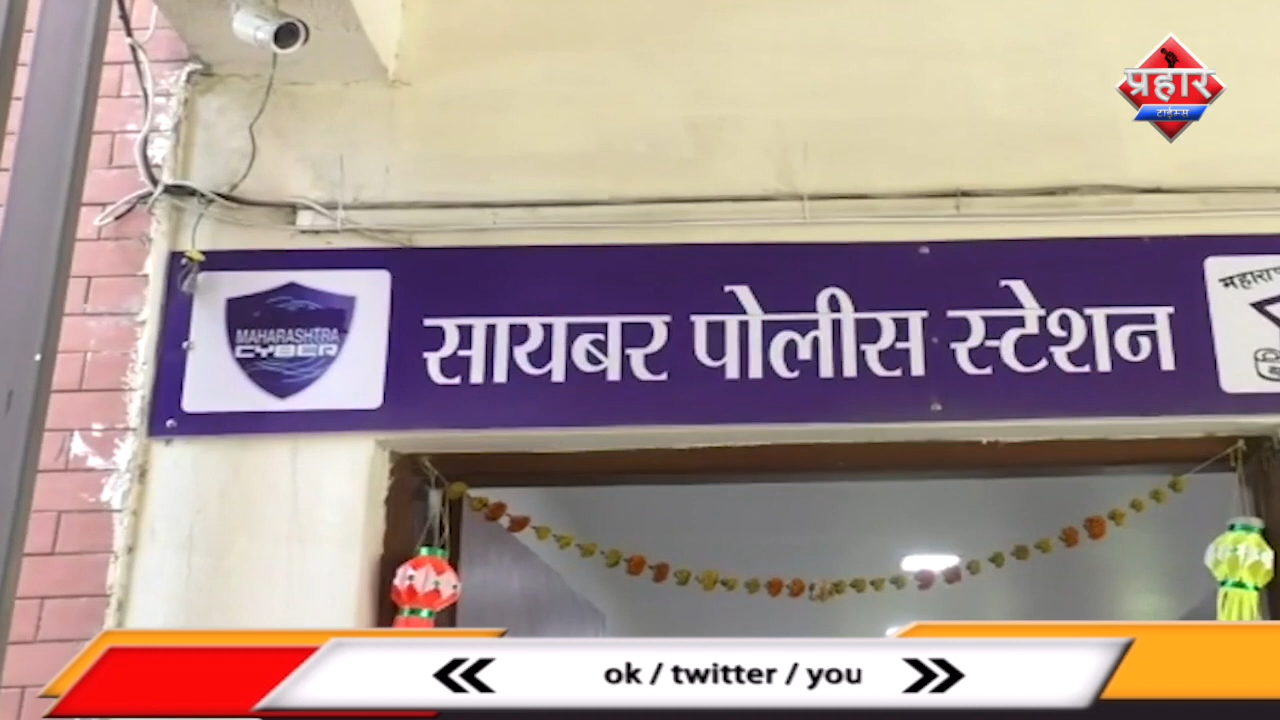 प्रहार
टाईम्स
MAHARASHTRA
CYBER
सायबर पोलीस स्टेशन
ok / twitter / you